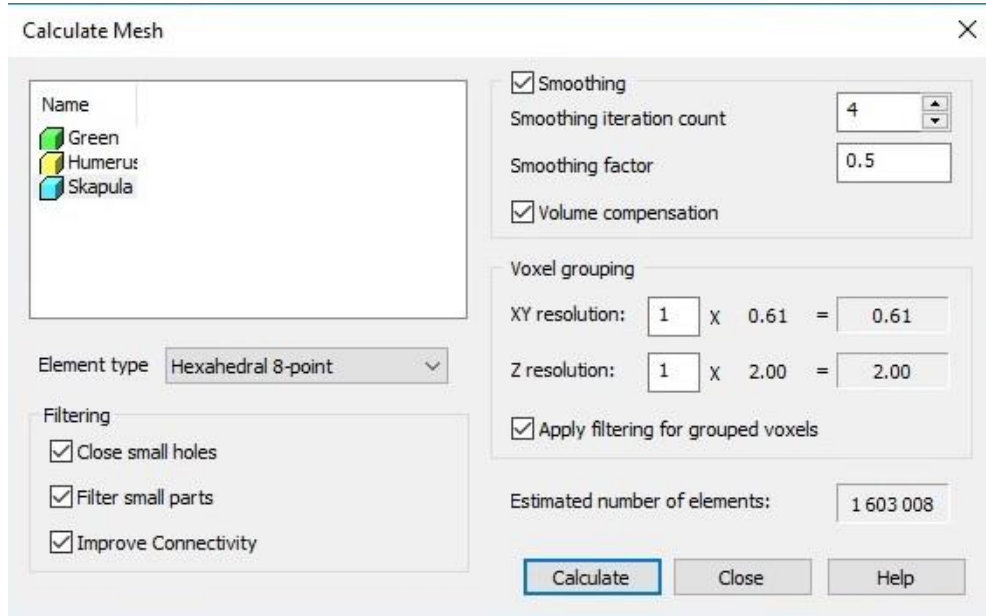 Calculate Mesh
Name
Green
Humerus
Skapula
Element type Hexahedral 8-point
Filtering
Close small holes
Filter small parts
Improve Connectivity
Smoothing
Smoothing iteration count 4
Smoothing factor 0.5
Volume compensation
Voxel grouping
XY resolution: 1 X 0.61 = 0.61
Z resolution: 1 X 2.00 = 2.00
Apply filtering for grouped voxels
Estimated number of elements: 1 603 008
Calculate Close Help